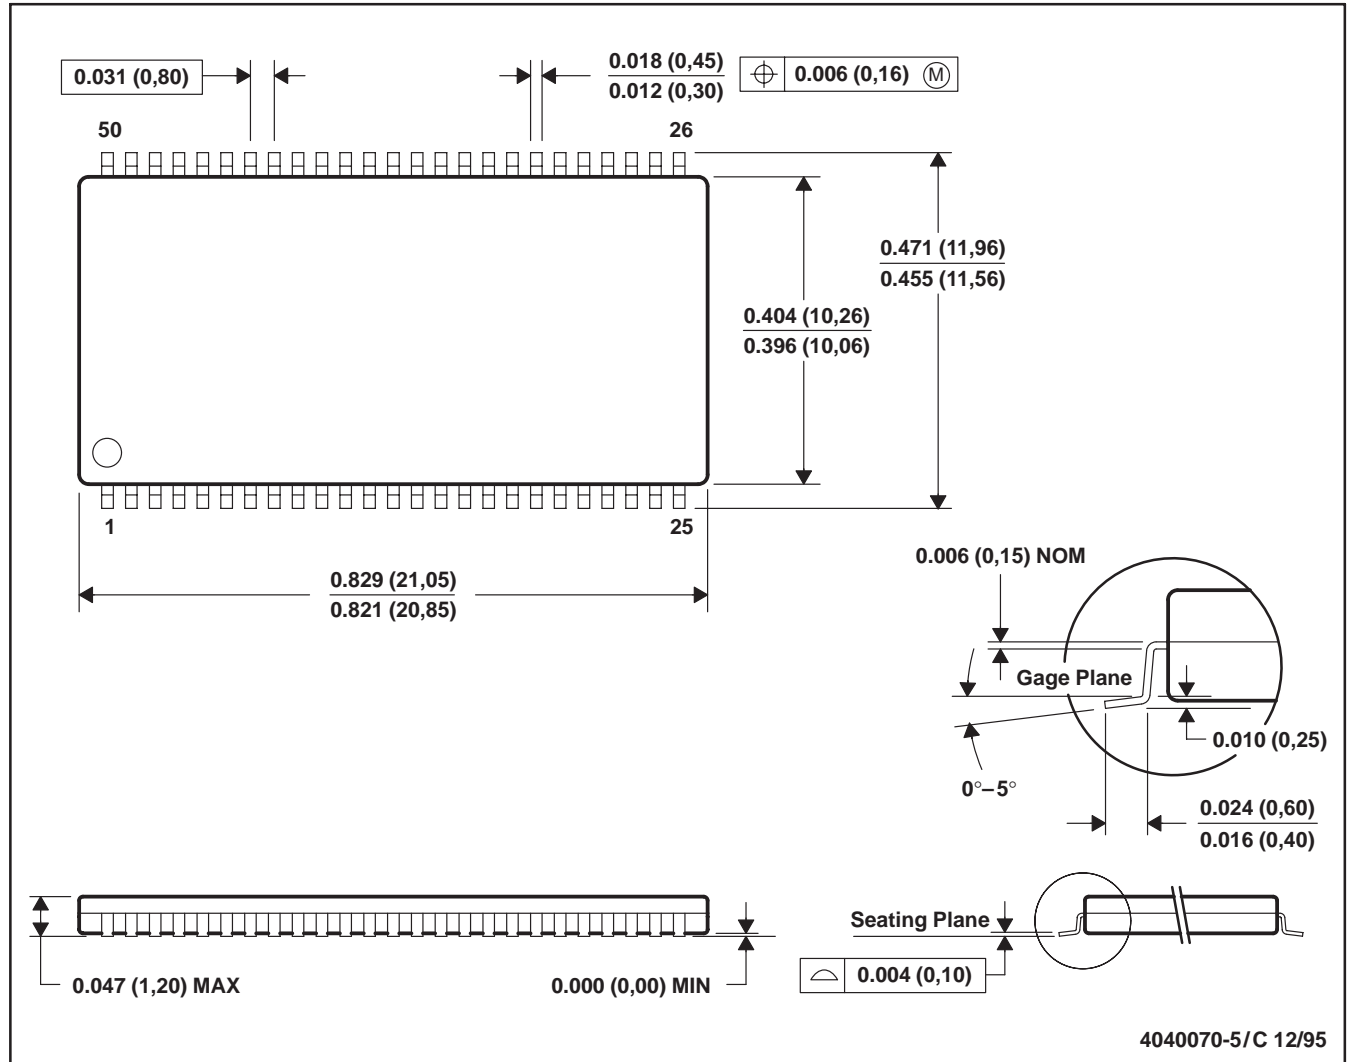 0.031 (0,80)
0.018 (0,45)
0.012 (0,30)
0.006 (0,16) M
50
26
0.471 (11,96)
0.455 (11,56)
0.404 (10,26)
0.396 (10,06)
1
25
0.829 (21,05)
0.821 (20,85)
0.006 (0,15) NOM
Gage Plane
0.010 (0,25)
0°–5°
0.024 (0,60)
0.016 (0,40)
Seating Plane
0.047 (1,20) MAX
0.000 (0,00) MIN
0.004 (0,10)
4040070-5/C 12/95